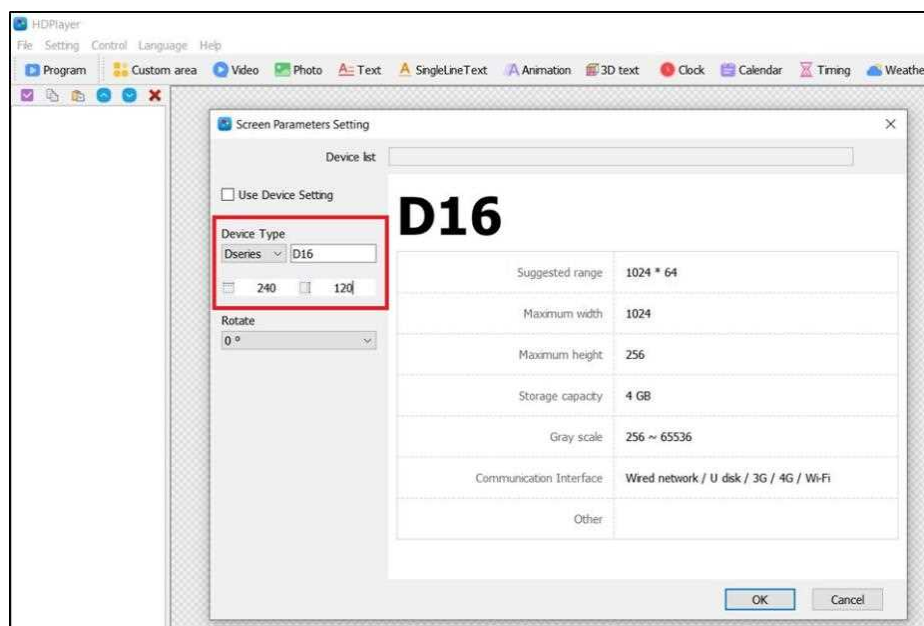 HDPlayer
File Setting Control Language Help
Program Custom area Video Photo Text SingleLineText Animation 3D text Clock Calendar Timing Weathe
Screen Parameters Setting
Device list
Use Device Setting
D16
Device Type
Dseries D16
240 120
Rotate
0 °
Suggested range 1024 * 64
Maximum width 1024
Maximum height 256
Storage capacity 4 GB
Gray scale 256 ~ 65536
Communication Interface Wired network / U disk / 3G / 4G / Wi-Fi
Other
OK Cancel